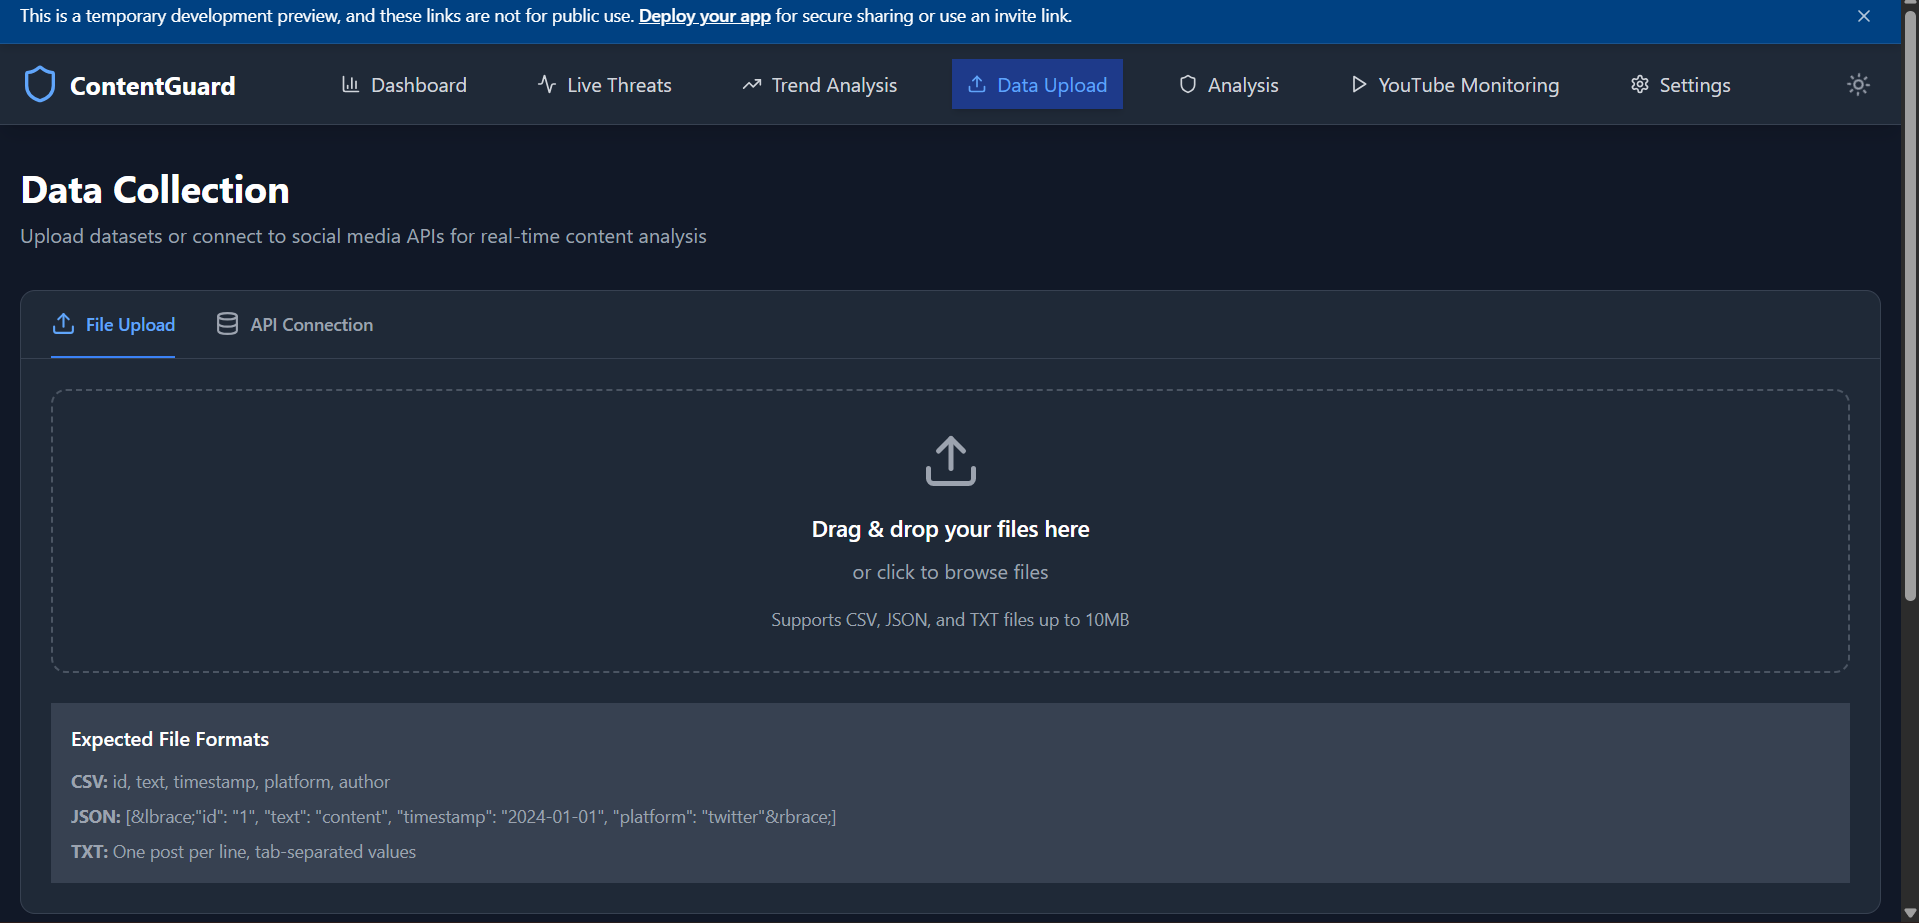 This is a temporary development preview, and these links are not for public use. Deploy your app for secure sharing or use an invite link.
ContentGuard
Dashboard
Live Threats
Trend Analysis
Data Upload
Analysis
YouTube Monitoring
Settings
Data Collection
Upload datasets or connect to social media APIs for real-time content analysis
File Upload
API Connection
Drag & drop your files here
or click to browse files
Supports CSV, JSON, and TXT files up to 10MB
Expected File Formats
CSV: id, text, timestamp, platform, author
JSON: [&lbrace;"id": "1", "text": "content", "timestamp": "2024-01-01", "platform": "twitter"&rbrace;]
TXT: One post per line, tab-separated values